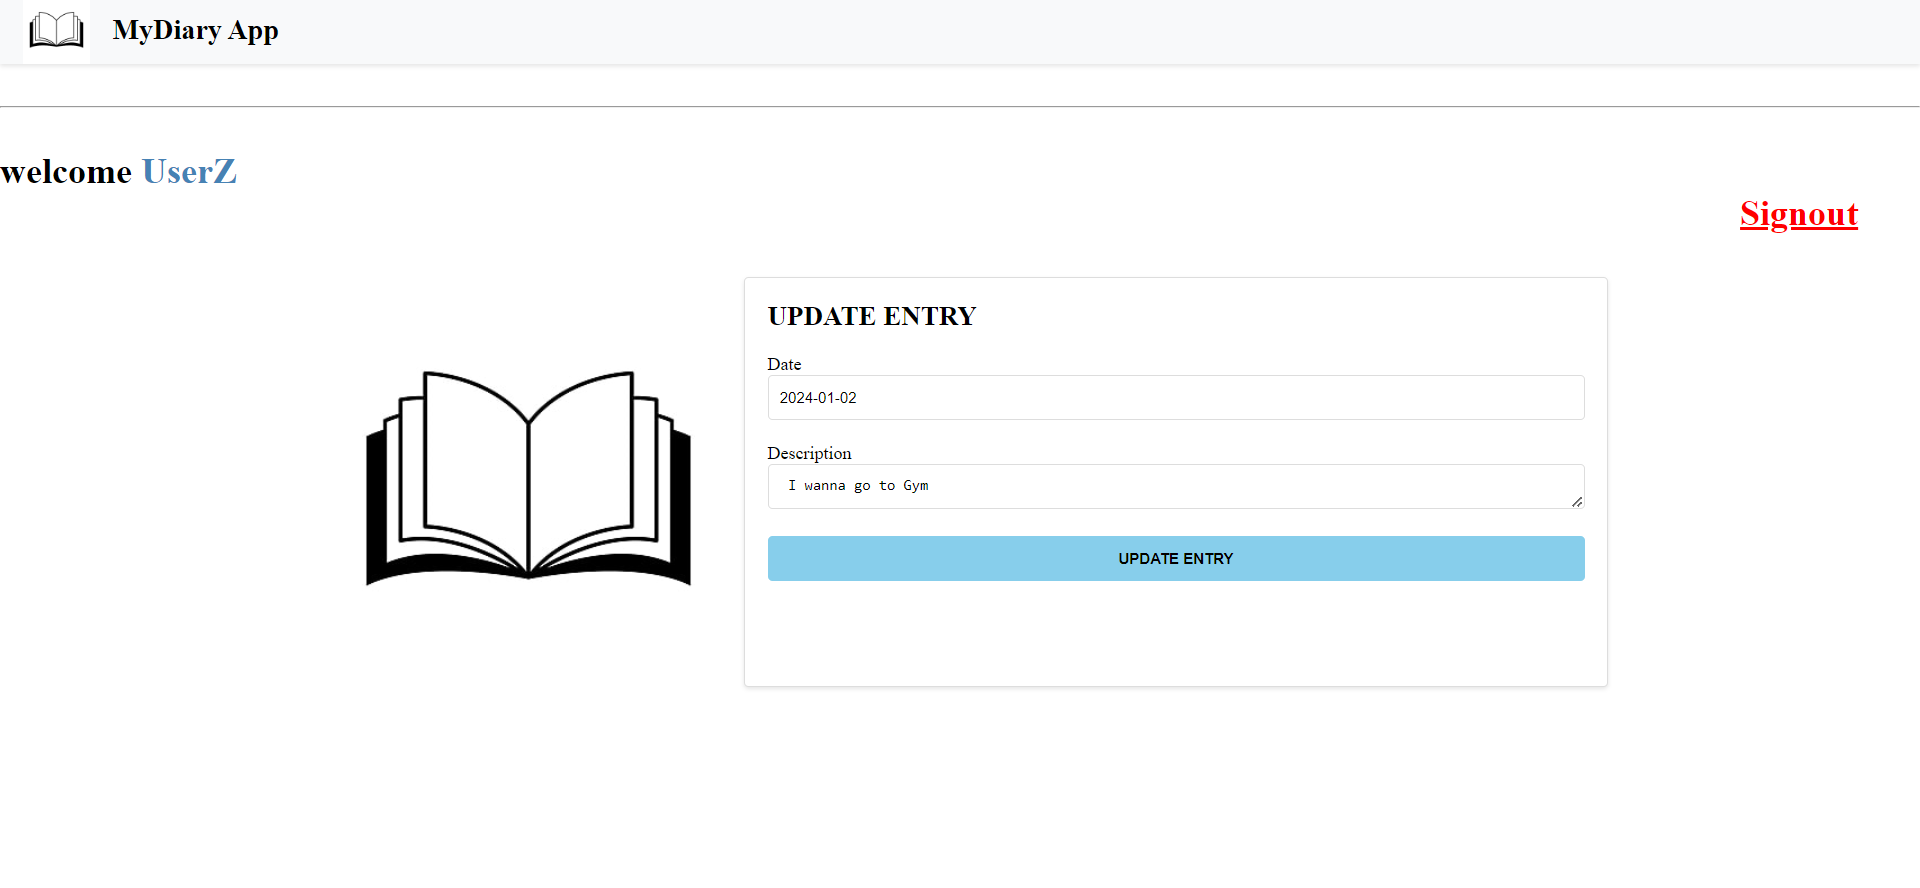 MyDiary App
welcome UserZ
Signout
UPDATE ENTRY
Date
2024-01-02
Description
I wanna go to Gym
UPDATE ENTRY